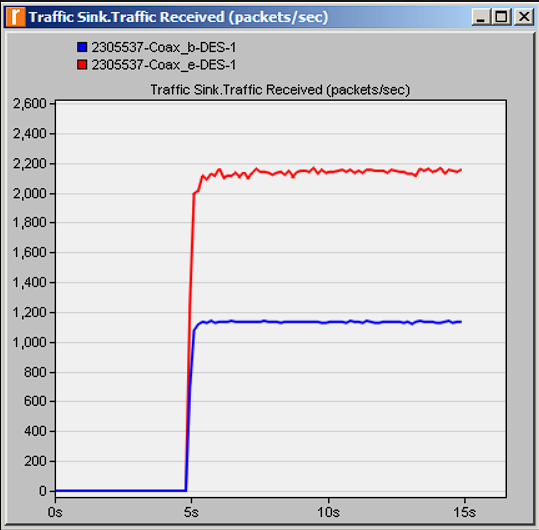 r Traffic Sink.Traffic Received (packets/sec)
2305537-Coax_b-DES-1
2305537-Coax_e-DES-1
Traffic Sink.Traffic Received (packets/sec)
2,600
2,400
2,200
2,000
1,800
1,600
1,400
1,200
1,000
800
600
400
200
0
0s 5s 10s 15s